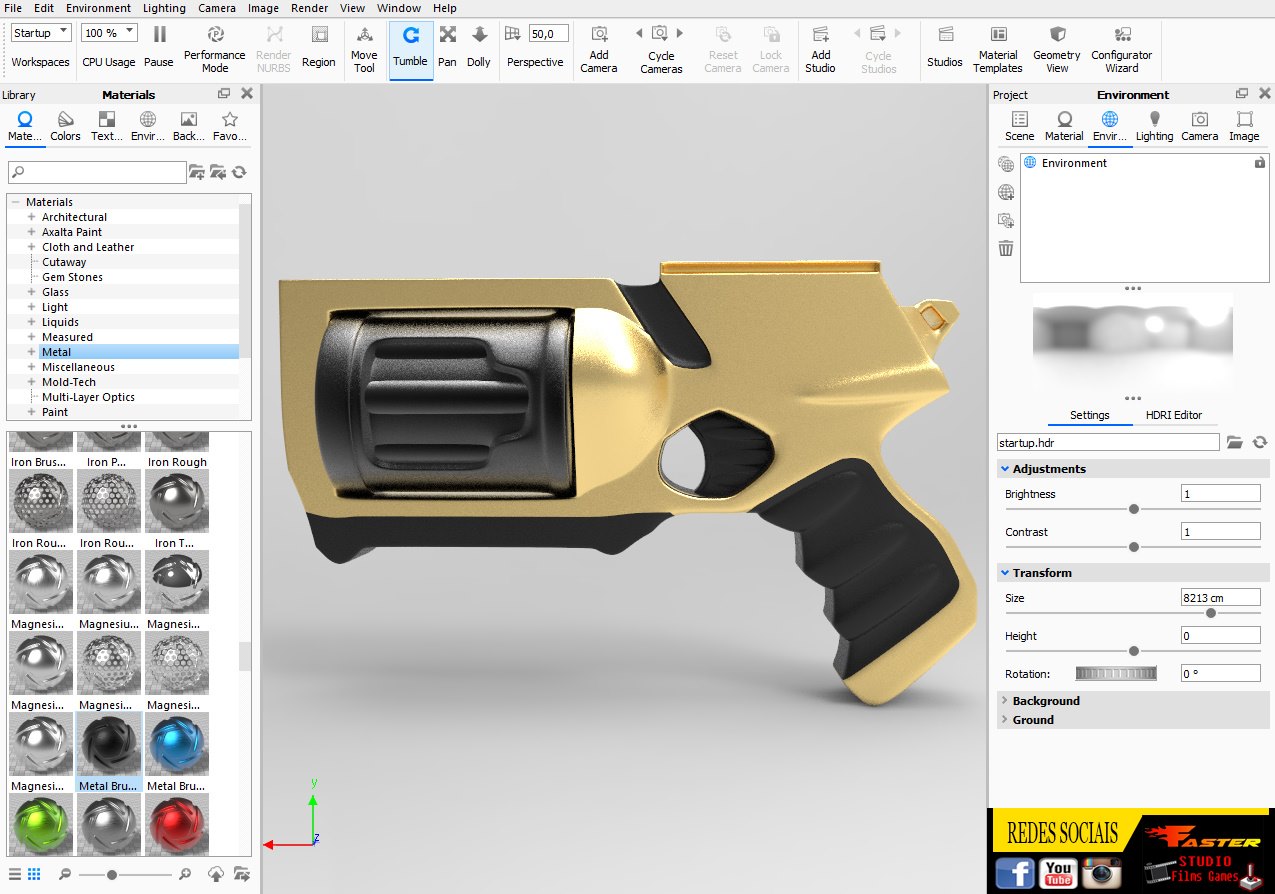 File Edit Environment Lighting Camera Image Render View Window Help
Startup 100 % 50,0
Workspaces CPU Usage Pause Performance Mode Render NURBS Region Move Tool Tumble Pan Dolly Perspective Add Camera Cycle Cameras Reset Camera Lock Camera Add Studio Cycle Studios Studios Material Templates Geometry View Configurator Wizard
Library Materials
Mate... Colors Text... Envir... Back... Favo...
Materials
Architectural
Axalta Paint
Cloth and Leather
Cutaway
Gem Stones
Glass
Light
Liquids
Measured
Metal
Miscellaneous
Mold-Tech
Multi-Layer Optics
Paint
Iron Brus... Iron P... Iron Rough
Iron Rou... Iron Rou... Iron T...
Magnesi... Magnesiu... Magnesi...
Magnesi... Magnesi... Magnesi...
Magnesi... Metal Bru... Metal Bru...
y
z
Project Environment
Scene Material Envir... Lighting Camera Image
Environment
Settings HDRI Editor
startup.hdr
Adjustments
Brightness 1
Contrast 1
Transform
Size 8213 cm
Height 0
Rotation: 0 °
Background
Ground
REDES SOCIAIS
FASTER
STUDIO
Films Games
f
You
Tube